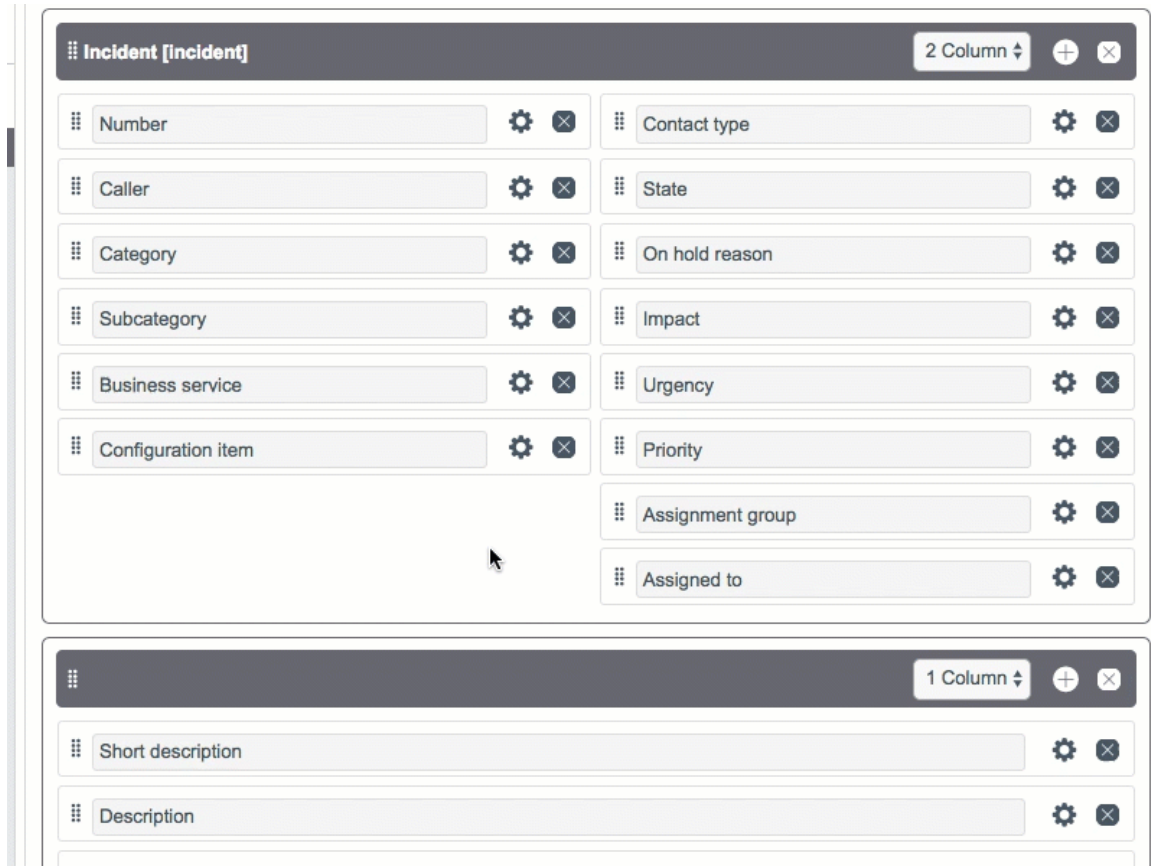 Incident [incident]
2 Column
Number
Contact type
Caller
State
Category
On hold reason
Subcategory
Impact
Business service
Urgency
Configuration item
Priority
Assignment group
Assigned to
1 Column
Short description
Description